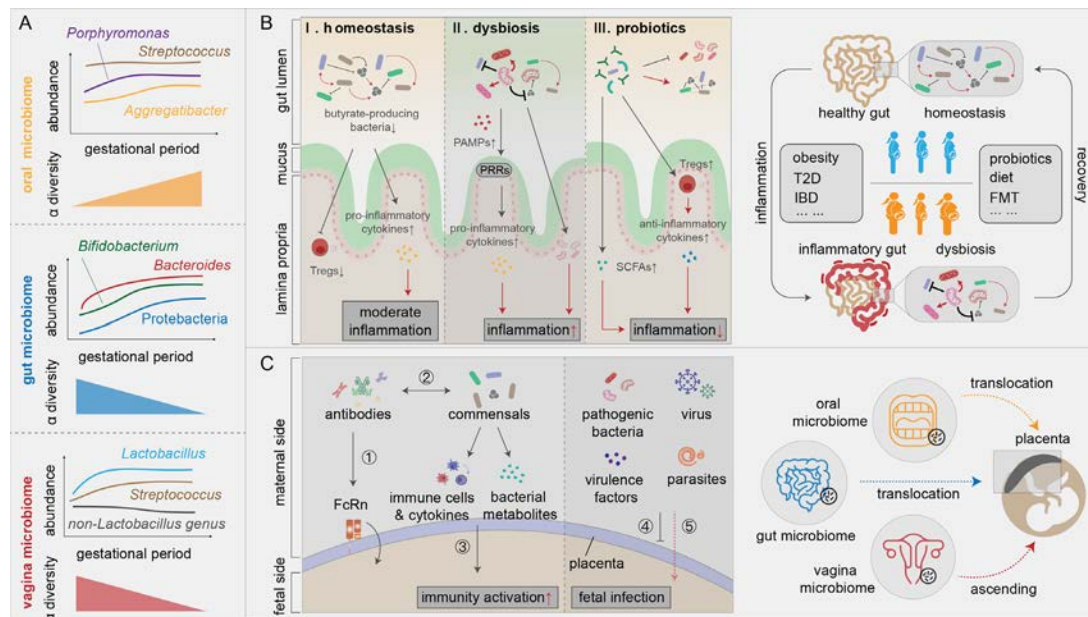 A
oral microbiome
Porphyromonas
Streptococcus
Aggregatibacter
abundance
gestational period
α diversity
gut microbiome
Bifidobacterium
Bacteroides
Protebacteria
abundance
gestational period
α diversity
vagina microbiome
Lactobacillus
Streptococcus
non-Lactobacillus genus
abundance
gestational period
α diversity
B
gut lumen
mucus
lamina propria
I . homeostasis
butyrate-producing
bacteria↓
Tregs↓
pro-inflammatory
cytokines↑
moderate
inflammation
II . dysbiosis
PAMPs↑
PRRs
pro-inflammatory
cytokines↑
inflammation↑
III. probiotics
Tregs↑
anti-inflammatory
cytokines↑
SCFAs↑
inflammation↓
healthy gut
homeostasis
inflammation
obesity
T2D
IBD
... ...
probiotics
diet
FMT
... ...
recovery
inflammatory gut
dysbiosis
C
maternal side
fetal side
antibodies
②
commensals
①
FcRn
immune cells
& cytokines
bacterial
metabolites
③
immunity activation↑
pathogenic
bacteria
virus
virulence
factors
parasites
④
⑤
placenta
fetal infection
oral
microbiome
translocation
placenta
gut microbiome
translocation
vagina
microbiome
ascending